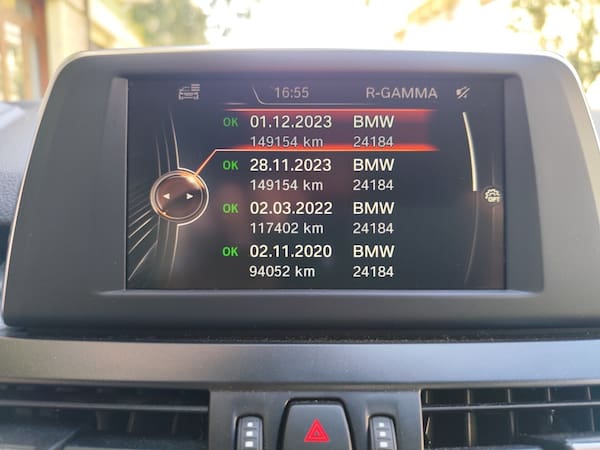 16:55 R-GAMMA
OK 01.12.2023 BMW
149154 km 24184
OK 28.11.2023 BMW
149154 km 24184
OK 02.03.2022 BMW
117402 km 24184
OK 02.11.2020 BMW
94052 km 24184